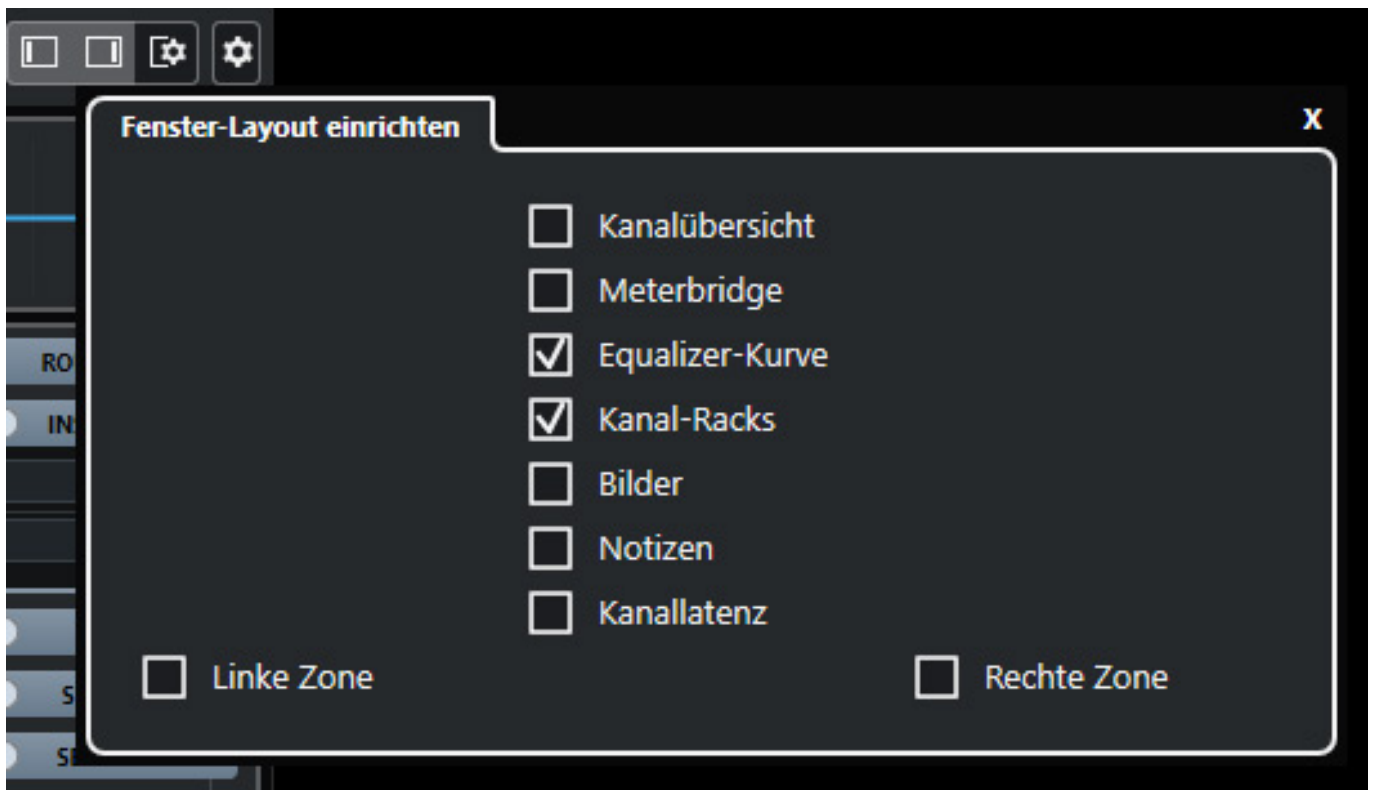 Fenster-Layout einrichten
x
Kanalübersicht
Meterbridge
Equalizer-Kurve
Kanal-Racks
Bilder
Notizen
Kanallatenz
Linke Zone
Rechte Zone